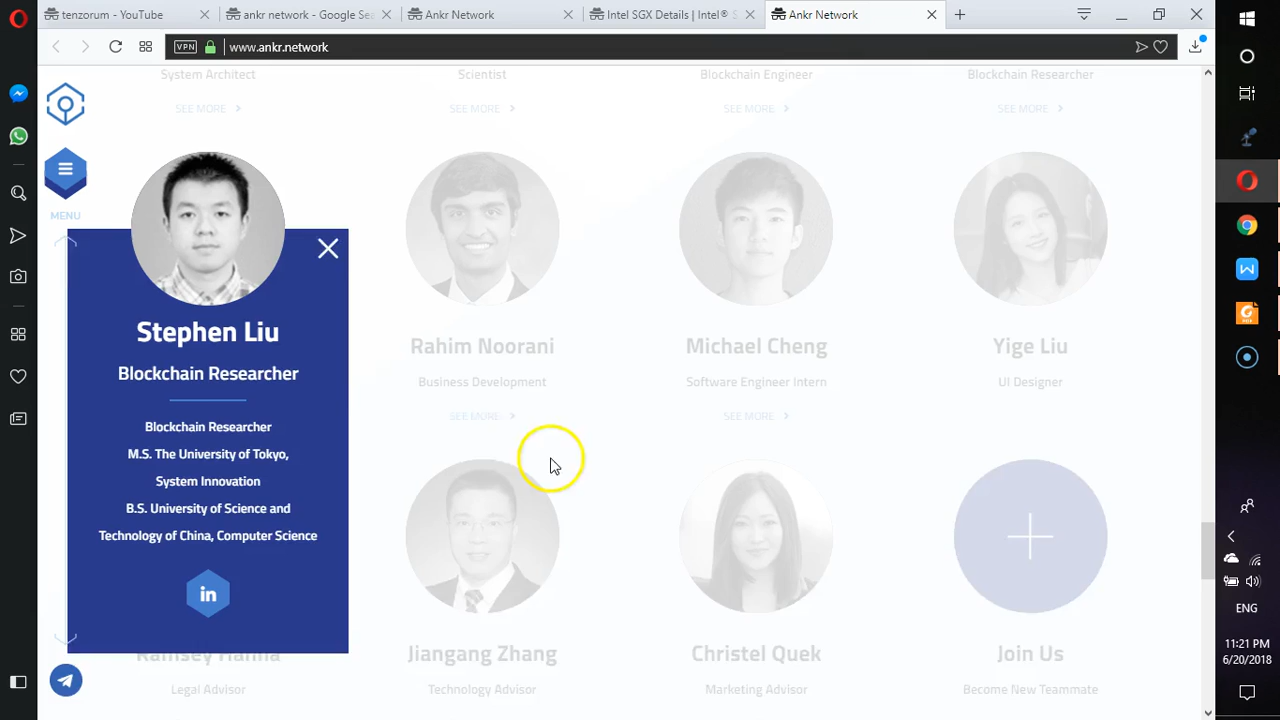 tenzorum - YouTube
ankr network - Google Sea
Ankr Network
Intel SGX Details | Intel® S
Ankr Network
VPN
www.ankr.network
System Architect
Scientist
Blockchain Engineer
Blockchain Researcher
SEE MORE >
SEE MORE >
SEE MORE >
SEE MORE >
MENU
Stephen Liu
Blockchain Researcher
Blockchain Researcher
M.S. The University of Tokyo,
System Innovation
B.S. University of Science and
Technology of China, Computer Science
in
Rahim Noorani
Business Development
SEE MORE >
Michael Cheng
Software Engineer Intern
SEE MORE >
Yige Liu
UI Designer
Ramsey Hanna
Legal Advisor
Jiangang Zhang
Technology Advisor
Christel Quek
Marketing Advisor
Join Us
Become New Teammate
ENG
11:21 PM
6/20/2018